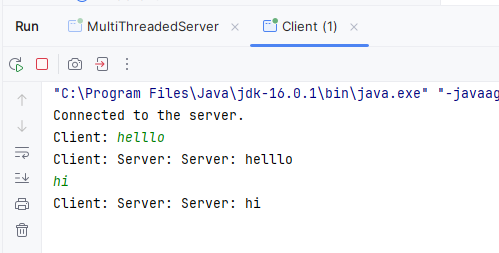 Run MultiThreadedServer Client (1)
"C:\Program Files\Java\jdk-16.0.1\bin\java.exe" "-javaag
Connected to the server.
Client: helllo
Client: Server: Server: helllo
hi
Client: Server: Server: hi